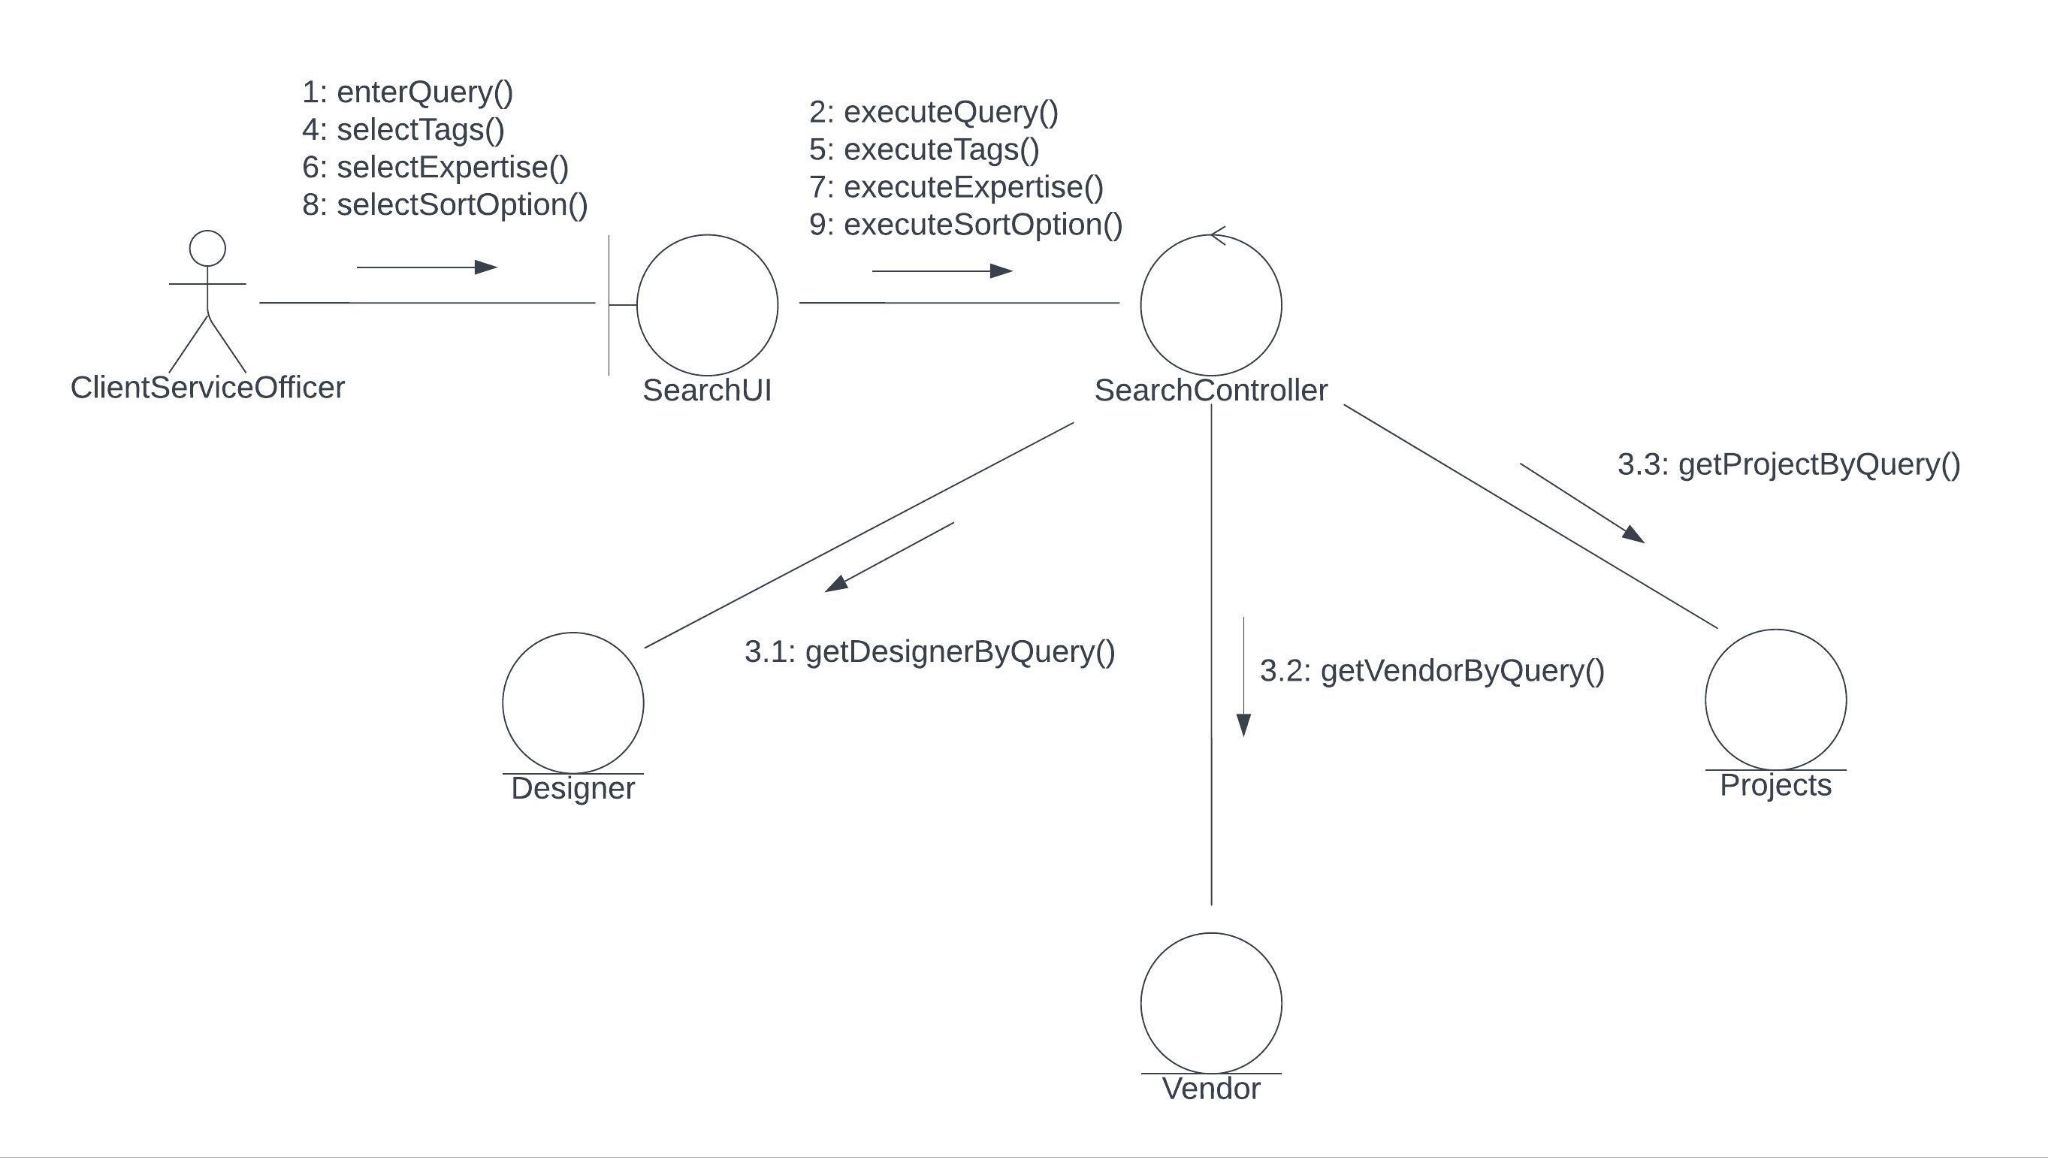 1: enterQuery()
4: selectTags()
6: selectExpertise()
8: selectSortOption()
2: executeQuery()
5: executeTags()
7: executeExpertise()
9: executeSortOption()
ClientServiceOfficer
SearchUI
SearchController
3.3: getProjectByQuery()
3.1: getDesignerByQuery()
3.2: getVendorByQuery()
Designer
Projects
Vendor